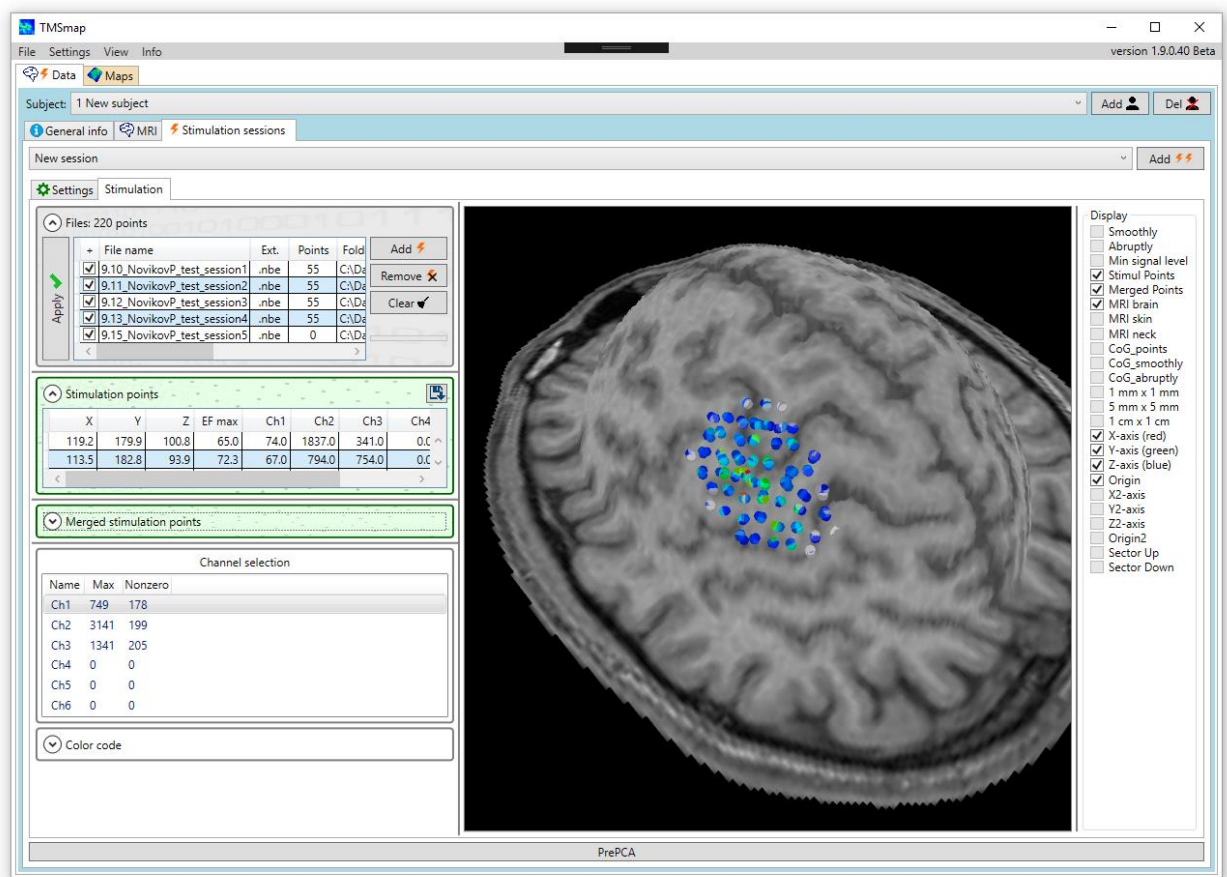 TMSmap
File Settings View Info
version 1.9.0.40 Beta
Data Maps
Subject: 1 New subject
Add Del
General info MRI Stimulation sessions
New session
Add
Settings Stimulation
Files: 220 points
Apply
+ File name Ext. Points Fold
9.10_NovikovP_test_session1 .nbe 55 C:\Da
9.11_NovikovP_test_session2 .nbe 55 C:\Da
9.12_NovikovP_test_session3 .nbe 55 C:\Da
9.13_NovikovP_test_session4 .nbe 55 C:\Da
9.15_NovikovP_test_session5 .nbe 0 C:\Da
Add
Remove
Clear
Stimulation points
X Y Z EF max Ch1 Ch2 Ch3 Ch4
119.2 179.9 100.8 65.0 74.0 1837.0 341.0 0.0
113.5 182.8 93.9 72.3 67.0 794.0 754.0 0.0
Merged stimulation points
Channel selection
Name Max Nonzero
Ch1 749 178
Ch2 3141 199
Ch3 1341 205
Ch4 0 0
Ch5 0 0
Ch6 0 0
Color code
Display
Smoothly
Abruptly
Min signal level
Stimul Points
Merged Points
MRI brain
MRI skin
MRI neck
CoG_points
CoG_smoothly
CoG_abruptly
1 mm x 1 mm
5 mm x 5 mm
1 cm x 1 cm
X-axis (red)
Y-axis (green)
Z-axis (blue)
Origin
X2-axis
Y2-axis
Z2-axis
Origin2
Sector Up
Sector Down
PrePCA